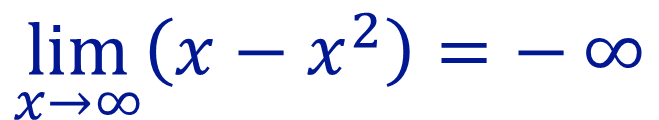 lim (x − x²) = − ∞
x→∞